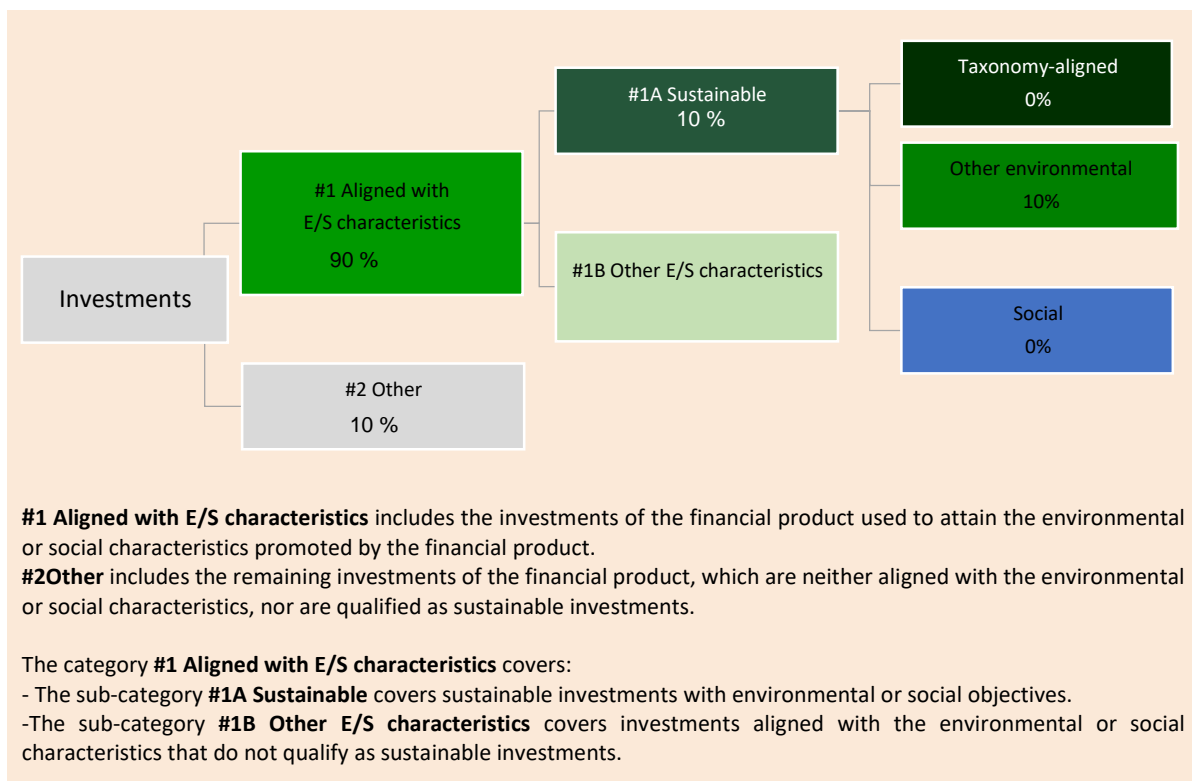 Investments
#1 Aligned with
E/S characteristics
90 %
#2 Other
10 %
#1A Sustainable
10 %
#1B Other E/S characteristics
Taxonomy-aligned
0%
Other environmental
10%
Social
0%
#1 Aligned with E/S characteristics includes the investments of the financial product used to attain the environmental
or social characteristics promoted by the financial product.
#2Other includes the remaining investments of the financial product, which are neither aligned with the environmental
or social characteristics, nor are qualified as sustainable investments.
The category #1 Aligned with E/S characteristics covers:
- The sub-category #1A Sustainable covers sustainable investments with environmental or social objectives.
-The sub-category #1B Other E/S characteristics covers investments aligned with the environmental or social
characteristics that do not qualify as sustainable investments.